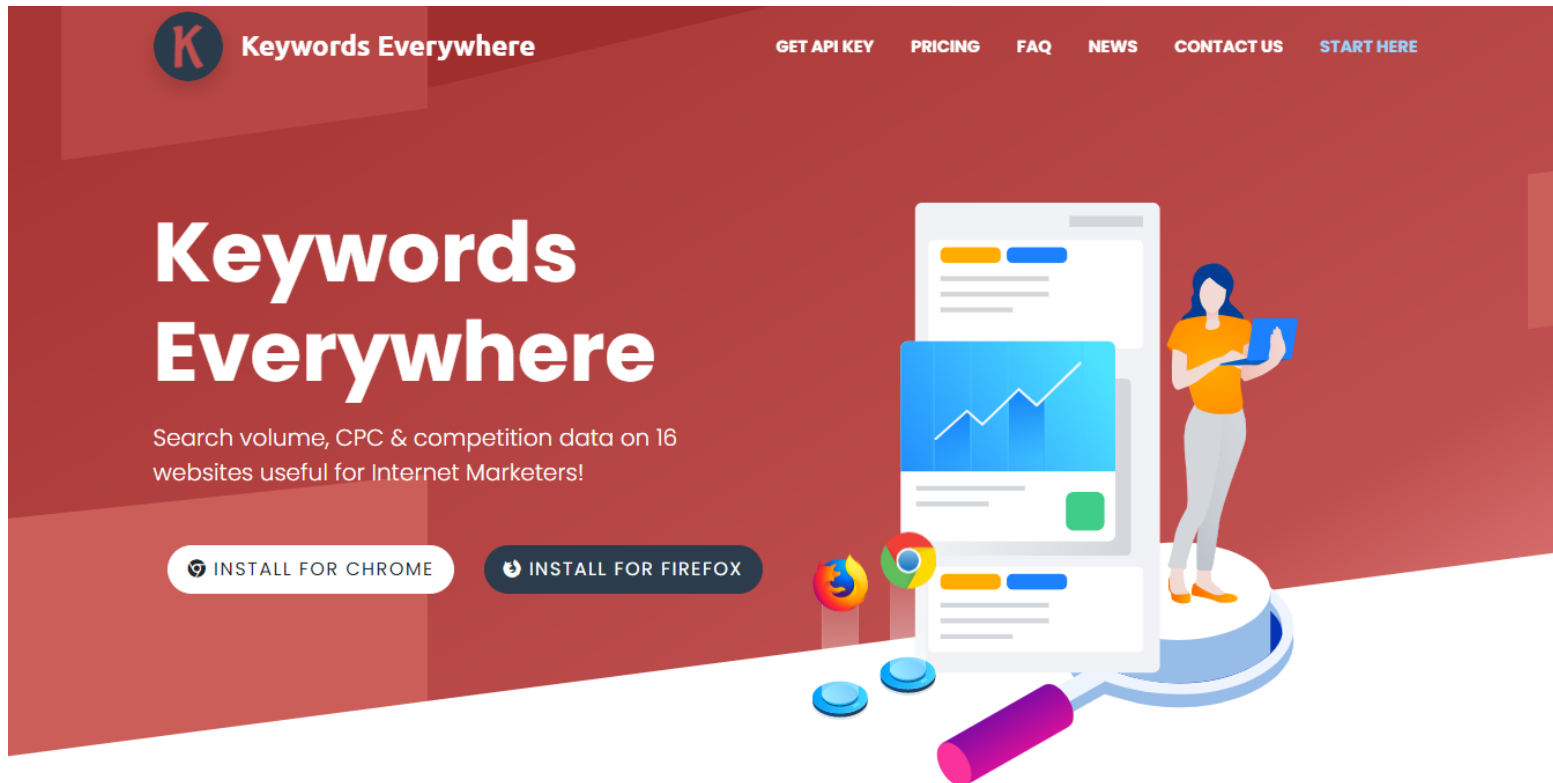 K
Keywords Everywhere
GET API KEY PRICING FAQ NEWS CONTACT US START HERE
Keywords
Everywhere
Search volume, CPC & competition data on 16
websites useful for Internet Marketers!
INSTALL FOR CHROME
INSTALL FOR FIREFOX